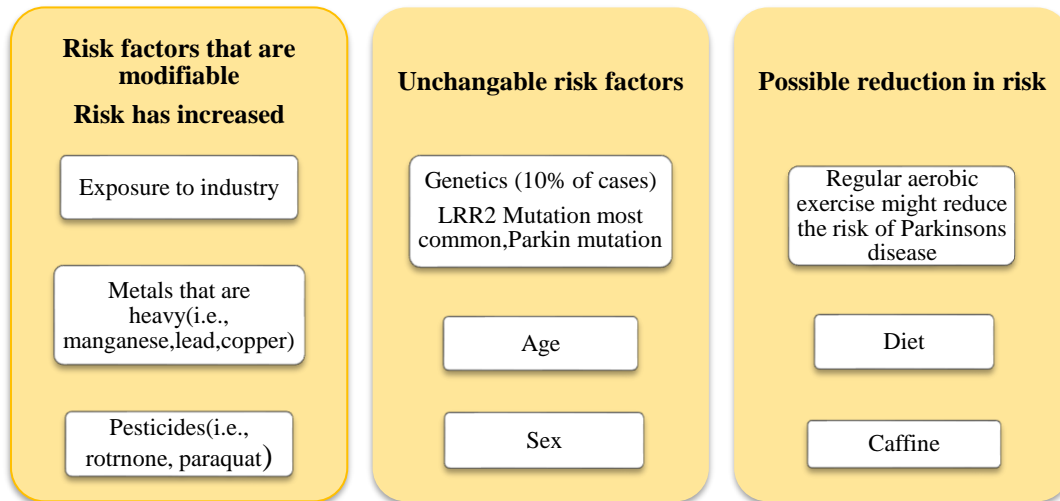 Risk factors that are
modifiable
Risk has increased
Exposure to industry
Metals that are
heavy(i.e.,
manganese,lead,copper)
Pesticides(i.e.,
rotrnone, paraquat)
Unchangable risk factors
Genetics (10% of cases)
LRR2 Mutation most
common,Parkin mutation
Age
Sex
Possible reduction in risk
Regular aerobic
exercise might reduce
the risk of Parkinsons
disease
Diet
Caffine